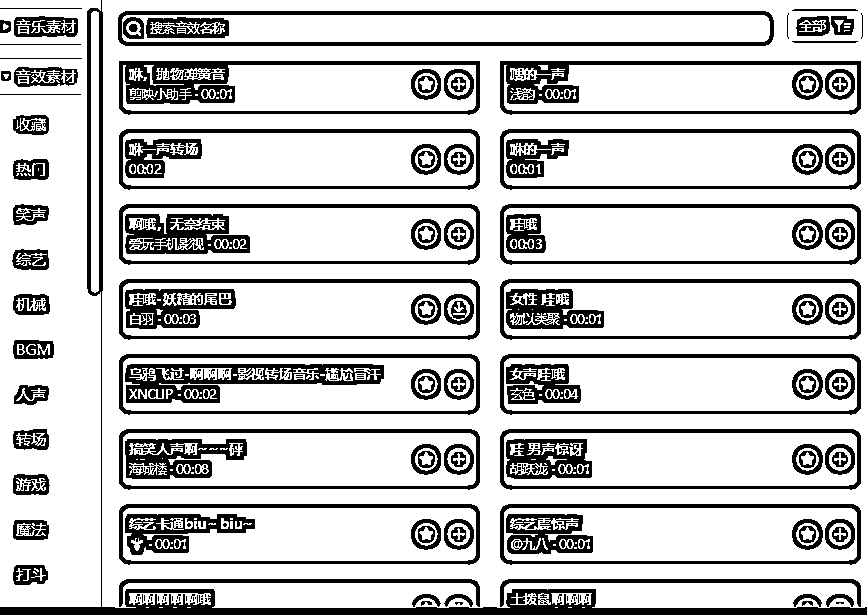 音乐素材
音效素材
收藏
热门
笑声
综艺
机械
BGM
人声
转场
游戏
魔法
打斗
搜索音效名称
全部
咻，抛物弹簧音
剪映小助手·00:01
嗖的一声
浅韵·00:01
咻一声转场
00:02
咻的一声
00:01
啊哦，无奈结束
爱玩手机影视·00:02
哇哦
00:03
哇哦-妖精的尾巴
白羽·00:03
女性 哇哦
物以类聚·00:01
乌鸦飞过-啊啊啊-影视转场音乐-尴尬冒汗
XNCLIP·00:02
女声哇哦
玄色·00:04
搞笑人声啊~~~砰
海城楼·00:08
哇 男声惊讶
胡跃泷·00:01
综艺卡通biu~ biu~
·00:01
综艺震惊声
@九八·00:01
啊啊啊啊啊哦
土拨鼠啊啊啊